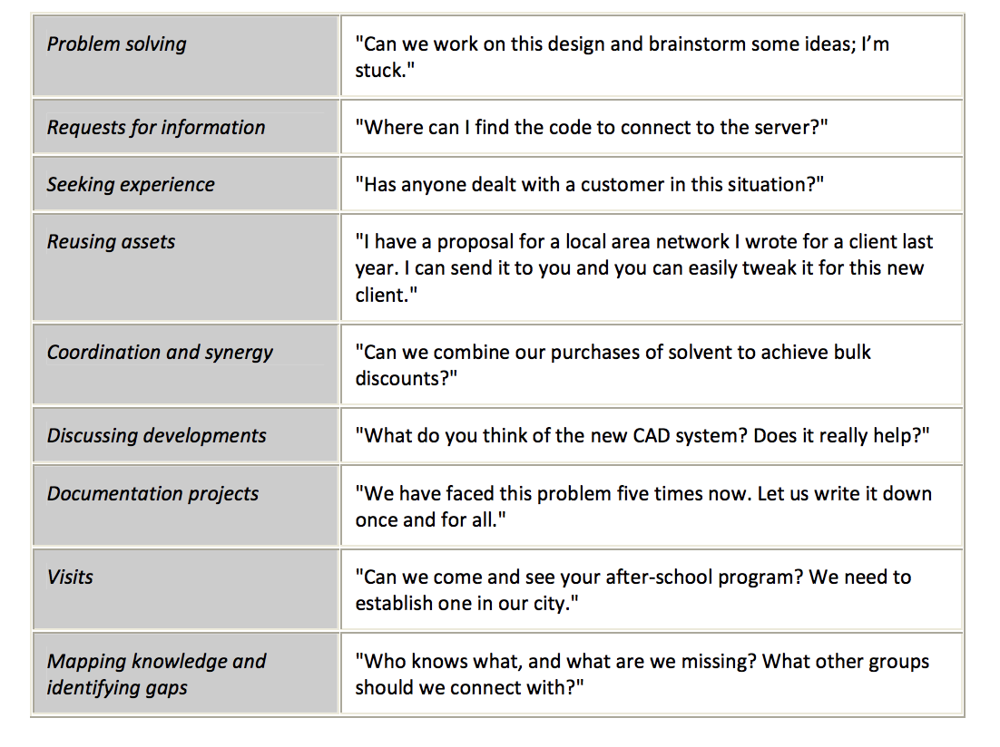 Problem solving
"Can we work on this design and brainstorm some ideas; I’m
stuck."
Requests for information
"Where can I find the code to connect to the server?"
Seeking experience
"Has anyone dealt with a customer in this situation?"
Reusing assets
"I have a proposal for a local area network I wrote for a client last
year. I can send it to you and you can easily tweak it for this new
client."
Coordination and synergy
"Can we combine our purchases of solvent to achieve bulk
discounts?"
Discussing developments
"What do you think of the new CAD system? Does it really help?"
Documentation projects
"We have faced this problem five times now. Let us write it down
once and for all."
Visits
"Can we come and see your after-school program? We need to
establish one in our city."
Mapping knowledge and
identifying gaps
"Who knows what, and what are we missing? What other groups
should we connect with?"